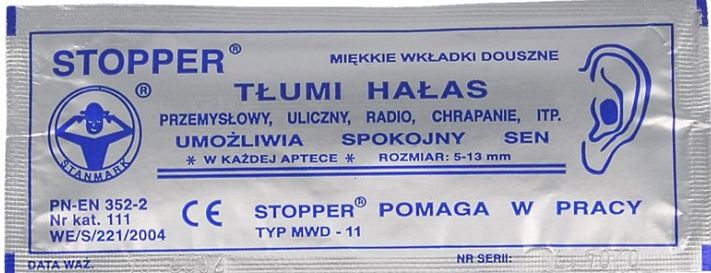 STOPPER®
MIĘKKIE WKŁADKI DOUSZNE
TŁUMI HAŁAS
PRZEMYSŁOWY, ULICZNY, RADIO, CHRAPANIE, ITP.
UMOŻLIWIA SPOKOJNY SEN
* W KAŻDEJ APTECE * ROZMIAR: 5-13 mm
®
STANMARK
PN-EN 352-2
Nr kat. 111
WE/S/221/2004
CE
STOPPER® POMAGA W PRACY
TYP MWD - 11
DATA WAŻ.
NR SERII: